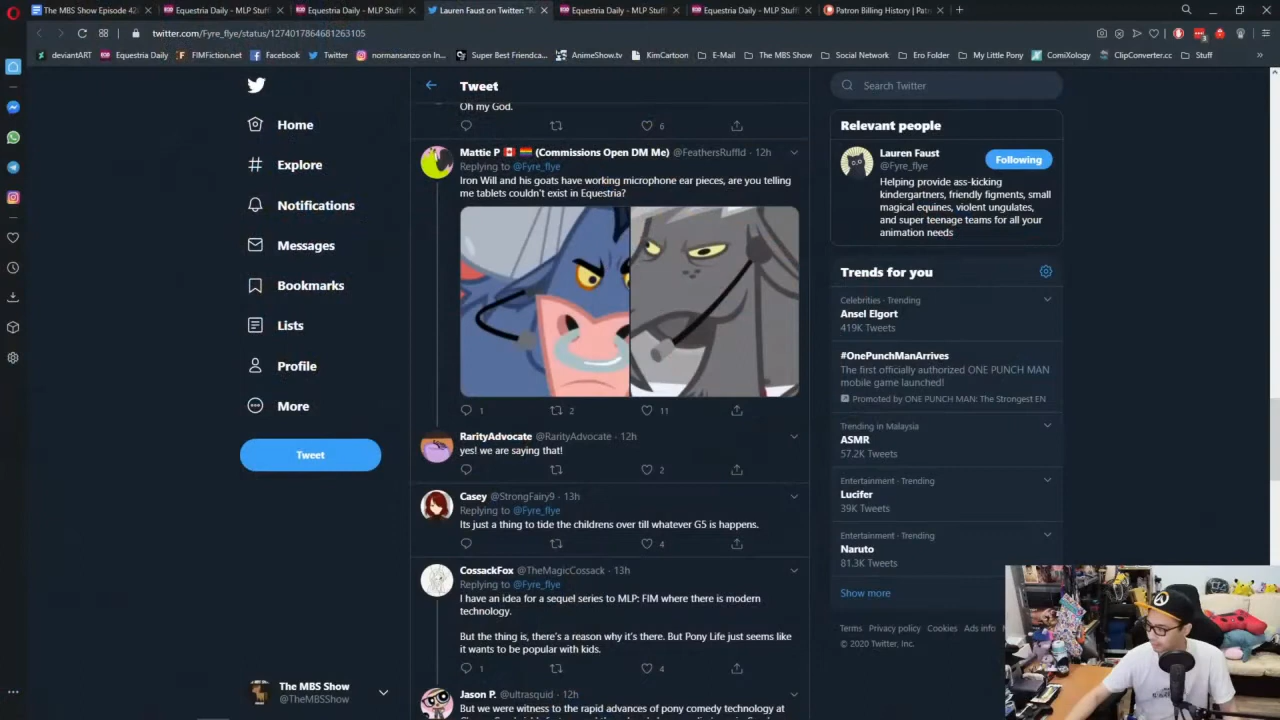 The MBS Show Episode 42
Equestria Daily - MLP Stuff
Equestria Daily - MLP Stuff
Lauren Faust on Twitter: "
Equestria Daily - MLP Stuff
Equestria Daily - MLP Stuff
Patron Billing History | Pat
twitter.com/Fyre_flye/status/1274017864681263105
deviantART
Equestria Daily
FIMFiction.net
Facebook
Twitter
normansanzo on In...
Super Best Friendca...
AnimeShow.tv
KimCartoon
E-Mail
The MBS Show
Social Network
Ero Folder
My Little Pony
ComiXology
ClipConverter.cc
Stuff
Home
Explore
Notifications
Messages
Bookmarks
Lists
Profile
More
Tweet
The MBS Show
@TheMBSShow
Tweet
Oh my God.
6
Mattie P (Commissions Open DM Me) @FeathersRuffld · 12h
Replying to @Fyre_flye
Iron Will and his goats have working microphone ear pieces, are you telling
me tablets couldn't exist in Equestria?
1 2 11
RarityAdvocate @RarityAdvocate · 12h
yes! we are saying that!
2
Casey @StrongFairy9 · 13h
Replying to @Fyre_flye
Its just a thing to tide the childrens over till whatever G5 is happens.
4
CossackFox @TheMagicCossack · 13h
Replying to @Fyre_flye
I have an idea for a sequel series to MLP: FIM where there is modern
technology.
But the thing is, there's a reason why it's there. But Pony Life just seems like
it wants to be popular with kids.
1 4
Jason P. @ultrasquid · 12h
But we were witness to the rapid advances of pony comedy technology at
Search Twitter
Relevant people
Lauren Faust
@Fyre_flye
Following
Helping provide ass-kicking
kindergartners, friendly figments, small
magical equines, violent ungulates,
and super teenage teams for all your
animation needs
Trends for you
Celebrities · Trending
Ansel Elgort
419K Tweets
#OnePunchManArrives
The first officially authorized ONE PUNCH MAN
mobile game launched!
Promoted by ONE PUNCH MAN: The Strongest EN
Trending in Malaysia
ASMR
57.2K Tweets
Entertainment · Trending
Lucifer
39K Tweets
Entertainment · Trending
Naruto
81.3K Tweets
Show more
Terms Privacy policy Cookies Ads info
© 2020 Twitter, Inc.